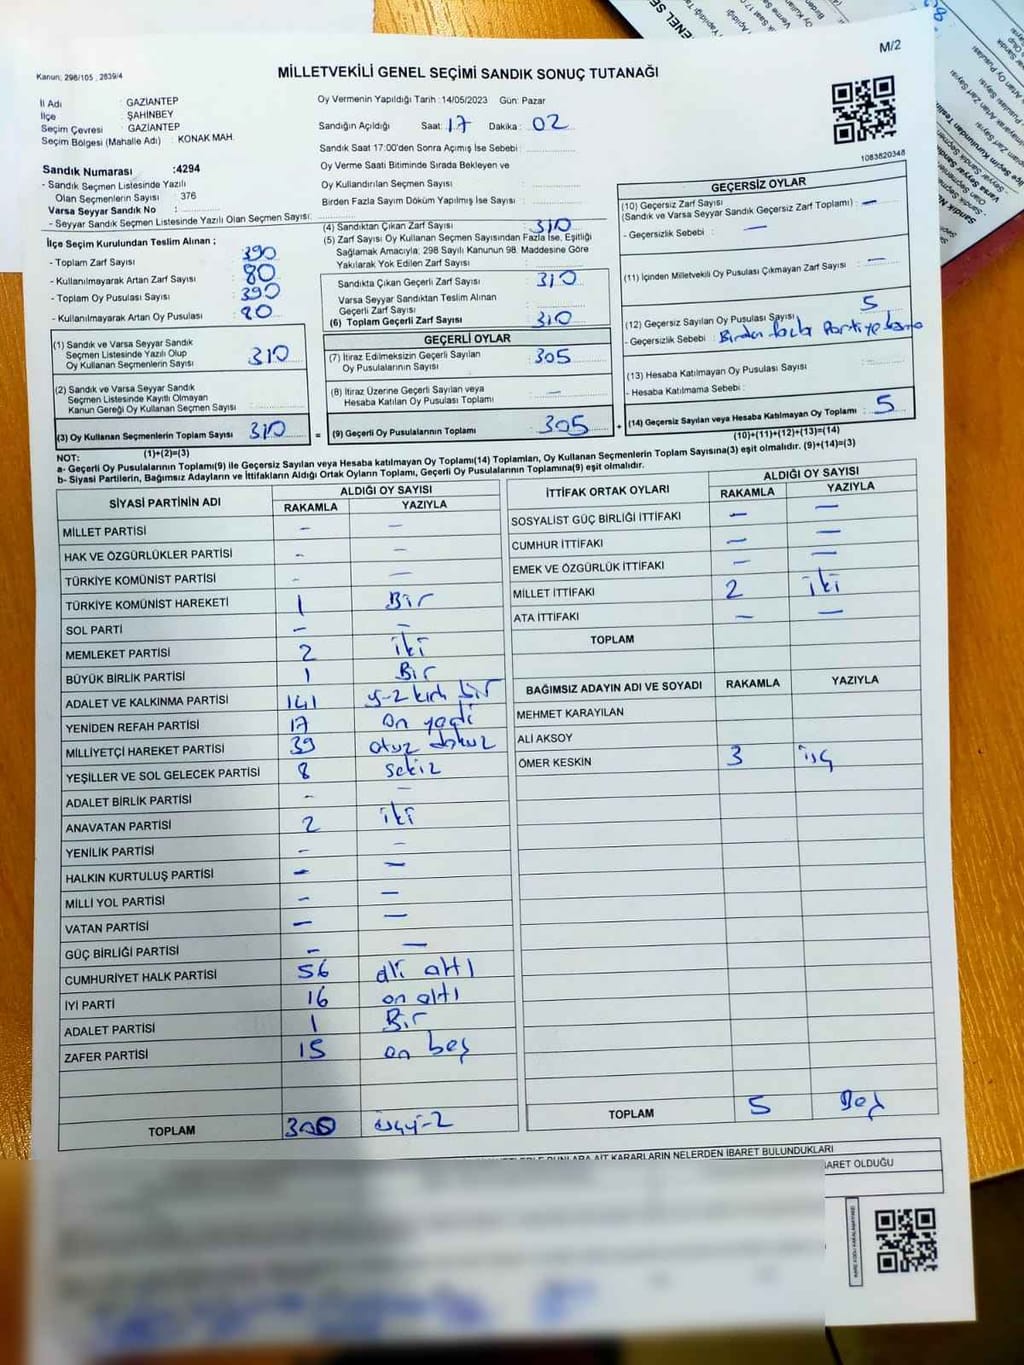 M/2
Kanun: 298/105 , 2839/4
MİLLETVEKİLİ GENEL SEÇİMİ SANDIK SONUÇ TUTANAĞI
İl Adı : GAZİANTEP
İlçe : ŞAHİNBEY
Seçim Çevresi : GAZİANTEP
Seçim Bölgesi (Mahalle Adı) : KONAK MAH.
Oy Vermenin Yapıldığı Tarih :14/05/2023 Gün: Pazar
Sandığın Açıldığı Saat: 17 Dakika: 02
Sandık Saat 17:00'den Sonra Açımış İse Sebebi :
Oy Verme Saati Bitiminde Sırada Bekleyen ve
Oy Kullandırılan Seçmen Sayısı :
Birden Fazla Sayım Döküm Yapılmış İse Sayısı :
1083820348
Sandık Numarası :4294
- Sandık Seçmen Listesinde Yazılı
Olan Seçmenlerin Sayısı : 376
Varsa Seyyar Sandık No :
- Seyyar Sandık Seçmen Listesinde Yazılı Olan Seçmen Sayısı:
İlçe Seçim Kurulundan Teslim Alınan ;
- Toplam Zarf Sayısı : 390
- Kullanılmayarak Artan Zarf Sayısı : 80
- Toplam Oy Pusulası Sayısı : 390
- Kullanılmayarak Artan Oy Pusulası : 80
(1) Sandık ve Varsa Seyyar Sandık
Seçmen Listesinde Yazılı Olup
Oy Kullanan Seçmenlerin Sayısı : 310
(2) Sandık ve Varsa Seyyar Sandık
Seçmen Listesinde Kayıtlı Olmayan
Kanun Gereği Oy Kullanan Seçmen Sayısı :
(3) Oy Kullanan Seçmenlerin Toplam Sayısı 310
(1)+(2)=(3)
(4) Sandıktan Çıkan Zarf Sayısı : 310
(5) Zarf Sayısı Oy Kullanan Seçmen Sayısından Fazla İse, Eşitliği
Sağlamak Amacıyla; 298 Sayılı Kanunun 98. Maddesine Göre
Yakılarak Yok Edilen Zarf Sayısı :
Sandıkta Çıkan Geçerli Zarf Sayısı : 310
Varsa Seyyar Sandıktan Teslim Alınan
Geçerli Zarf Sayısı :
(6) Toplam Geçerli Zarf Sayısı : 310
GEÇERLİ OYLAR
(7) İtiraz Edilmeksizin Geçerli Sayılan
Oy Pusulalarının Sayısı : 305
(8) İtiraz Üzerine Geçerli Sayılan veya
Hesaba Katılan Oy Pusulası Toplamı : —
= (9) Geçerli Oy Pusulalarının Toplamı : 305 +
GEÇERSİZ OYLAR
(10) Geçersiz Zarf Sayısı
(Sandık ve Varsa Seyyar Sandık Geçersiz Zarf Toplamı) : —
- Geçersizlik Sebebi : —
(11) İçinden Milletvekili Oy Pusulası Çıkmayan Zarf Sayısı : —
(12) Geçersiz Sayılan Oy Pusulası Sayısı : 5
- Geçersizlik Sebebi : Birden fazla Partiye
(13) Hesaba Katılmayan Oy Pusulası Sayısı :
- Hesaba Katılmama Sebebi :
(14) Geçersiz Sayılan veya Hesaba Katılmayan Oy Toplamı : 5
(10)+(11)+(12)+(13)=(14)
NOT:
a- Geçerli Oy Pusulalarının Toplamı(9) ile Geçersiz Sayılan veya Hesaba katılmayan Oy Toplamı(14) Toplamları, Oy Kullanan Seçmenlerin Toplam Sayısına(3) eşit olmalıdır. (9)+(14)=(3)
b- Siyasi Partilerin, Bağımsız Adayların ve İttifakların Aldığı Ortak Oyların Toplamı, Geçerli Oy Pusulalarının Toplamına(9) eşit olmalıdır.
SİYASİ PARTİNİN ADI ALDIĞI OY SAYISI
RAKAMLA YAZIYLA
MİLLET PARTİSİ — —
HAK VE ÖZGÜRLÜKLER PARTİSİ - —
TÜRKİYE KOMÜNİST PARTİSİ - —
TÜRKİYE KOMÜNİST HAREKETİ 1 Bir
SOL PARTİ — —
MEMLEKET PARTİSİ 2 iki
BÜYÜK BİRLİK PARTİSİ 1 Bir
ADALET VE KALKINMA PARTİSİ 141 y-z kırk bir
YENİDEN REFAH PARTİSİ 17 on yedi
MİLLİYETÇİ HAREKET PARTİSİ 39 otuz dokuz
YEŞİLLER VE SOL GELECEK PARTİSİ 8 sekiz
ADALET BİRLİK PARTİSİ - —
ANAVATAN PARTİSİ 2 iki
YENİLİK PARTİSİ - —
HALKIN KURTULUŞ PARTİSİ — —
MİLLİ YOL PARTİSİ - —
VATAN PARTİSİ — —
GÜÇ BİRLİĞİ PARTİSİ - —
CUMHURİYET HALK PARTİSİ 56 elli altı
İYİ PARTİ 16 on altı
ADALET PARTİSİ 1 Bir
ZAFER PARTİSİ 15 on beş
TOPLAM 300 üçy-z
İTTİFAK ORTAK OYLARI ALDIĞI OY SAYISI
RAKAMLA YAZIYLA
SOSYALİST GÜÇ BİRLİĞİ İTTİFAKI — —
CUMHUR İTTİFAKI — —
EMEK VE ÖZGÜRLÜK İTTİFAKI — —
MİLLET İTTİFAKI 2 iki
ATA İTTİFAKI — —
TOPLAM
BAĞIMSIZ ADAYIN ADI VE SOYADI RAKAMLA YAZIYLA
MEHMET KARAYILAN
ALİ AKSOY
ÖMER KESKİN 3 üç
TOPLAM 5 Beş
AİT KARARLARIN NELERDEN İBARET BULUNDUKLARI
BARET OLDUĞU